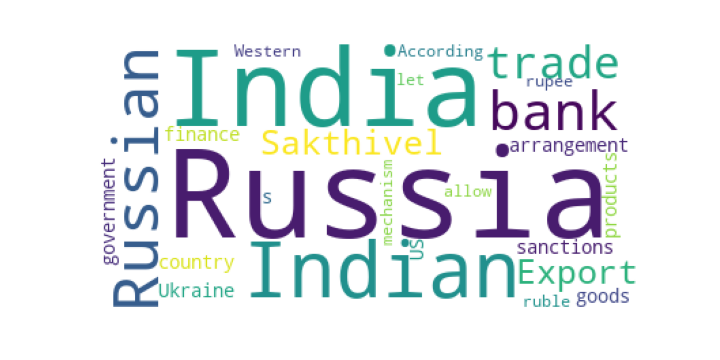 Western
According
India
trade
let
rupee
Russian
bank
finance
Sakthivel
arrangement
Russia
government
mechanism
products
s
allow
US
sanctions
Indian
country
Export
Ukraine
ruble
goods